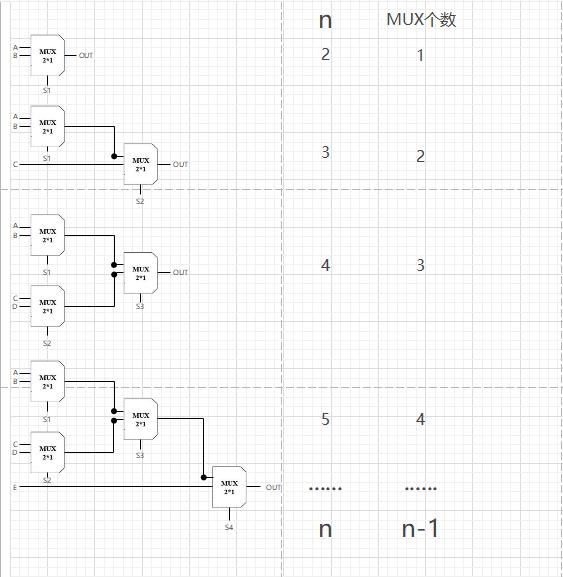 n MUX个数
A
B
MUX
2*1
OUT
S1
2 1
A
B
MUX
2*1
S1
C
MUX
2*1
OUT
S2
3 2
A
B
MUX
2*1
S1
MUX
2*1
OUT
S3
C
D
MUX
2*1
S2
4 3
A
B
MUX
2*1
S1
MUX
2*1
S3
C
D
MUX
2*1
S2
E
MUX
2*1
OUT
S4
5 4
…… ……
n n-1